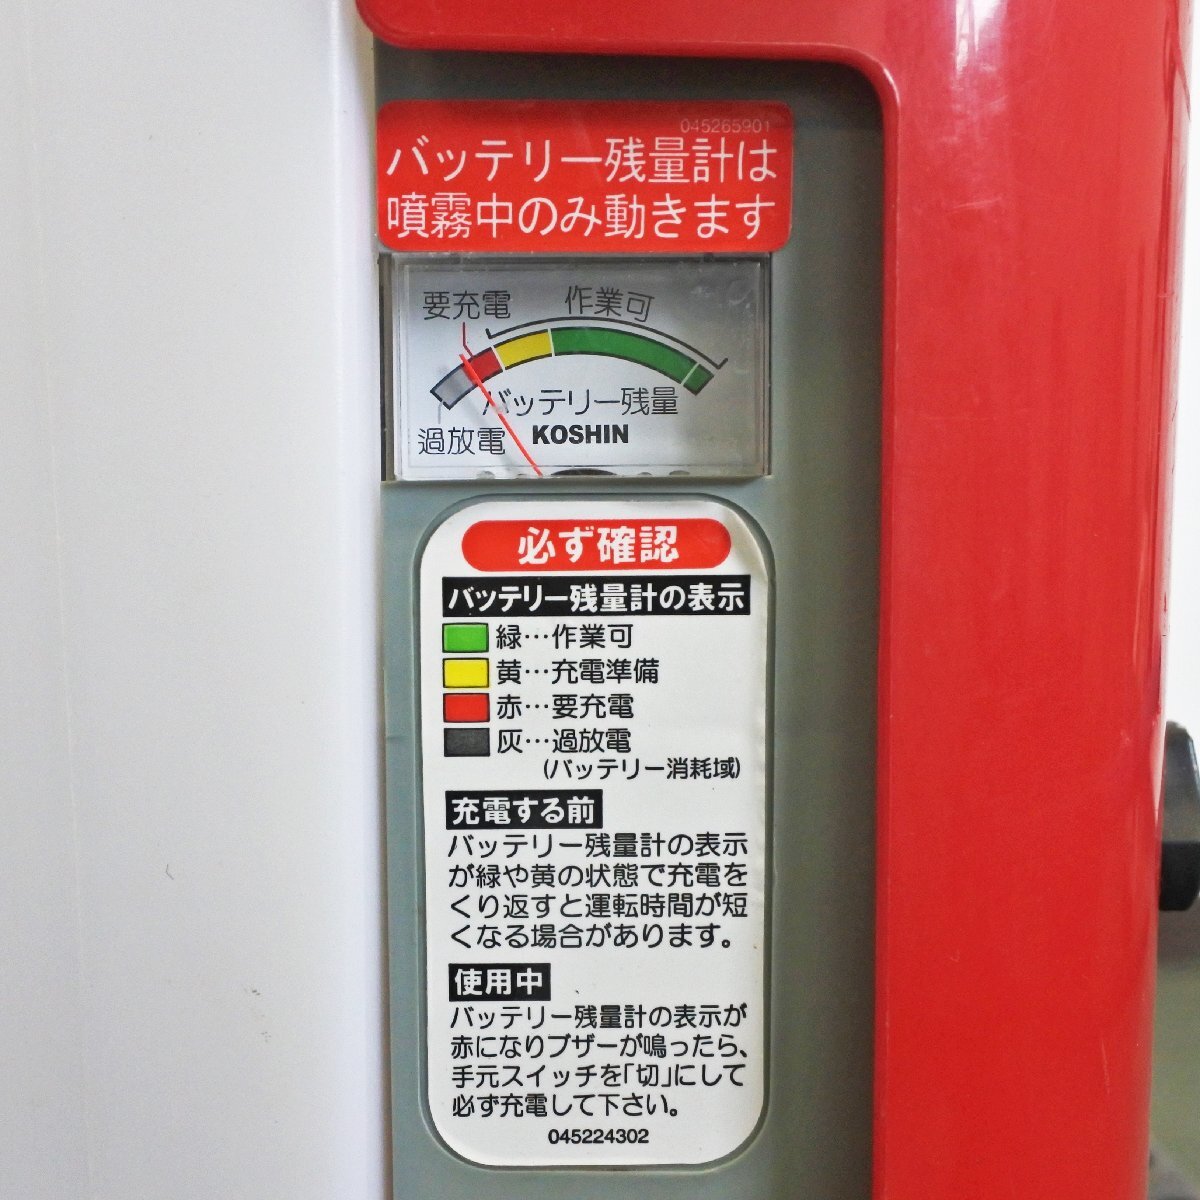 045265901
バッテリー残量計は
噴霧中のみ動きます
要充電
作業可
バッテリー残量
過放電
KOSHIN
必ず確認
バッテリー残量計の表示
緑…作業可
黄…充電準備
赤…要充電
灰…過放電
(バッテリー消耗域)
充電する前
バッテリー残量計の表示
が緑や黄の状態で充電を
くり返すと運転時間が短
くなる場合があります。
使用中
バッテリー残量計の表示が
赤になりブザーが鳴ったら、
手元スイッチを「切」にして
必ず充電して下さい。
045224302